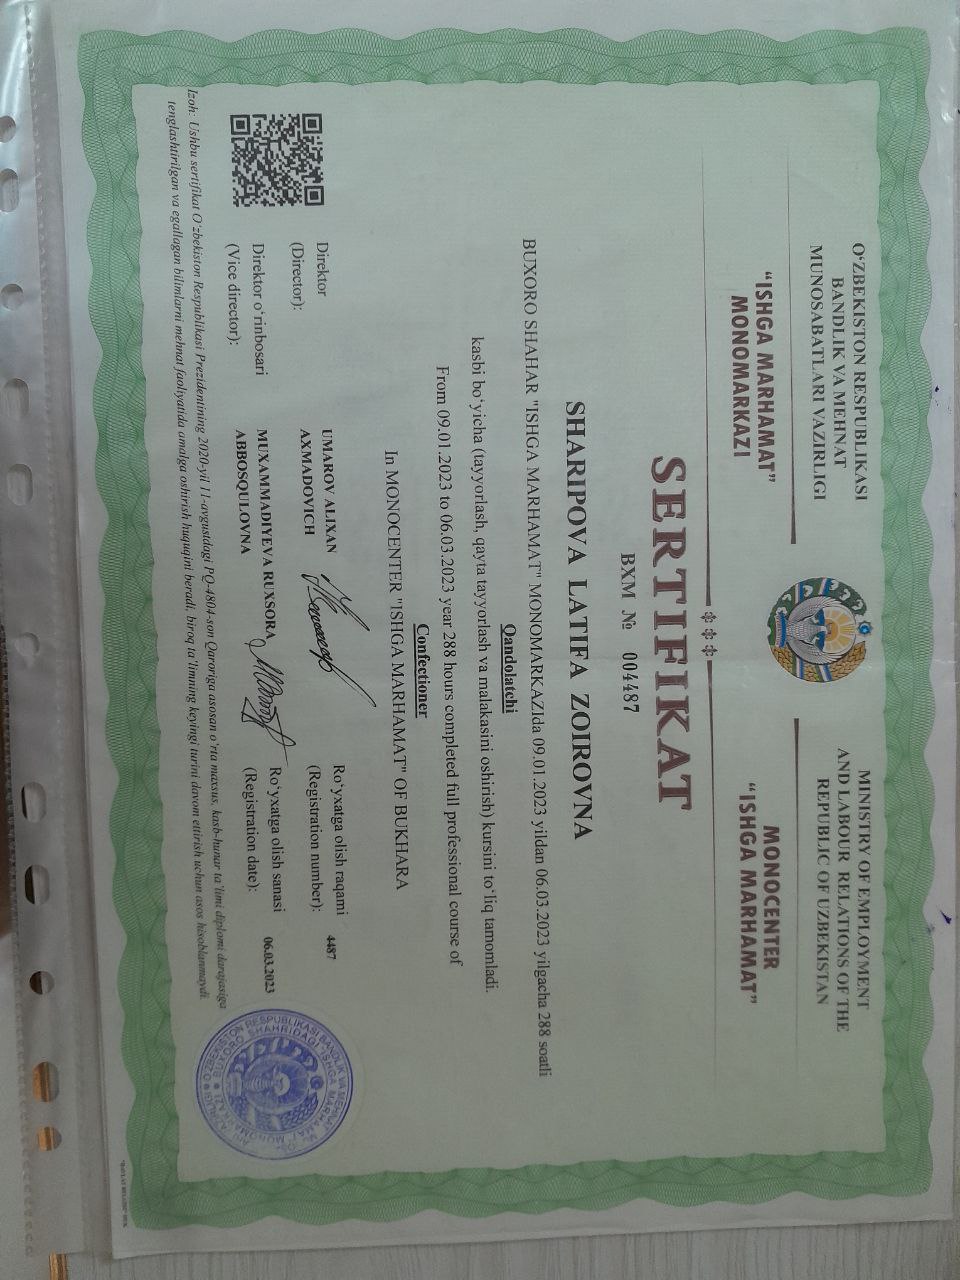 O‘ZBEKISTON RESPUBLIKASI
BANDLIK VA MEHNAT
MUNOSABATLARI VAZIRLIGI
MINISTRY OF EMPLOYMENT
AND LABOUR RELATIONS OF THE
REPUBLIC OF UZBEKISTAN
“ISHGA MARHAMAT”
MONOMARKAZI
MONOCENTER
“ISHGA MARHAMAT”
SERTIFIKAT
BXM № 004487
SHARIPOVA LATIFA ZOIROVNA
BUXORO SHAHAR "ISHGA MARHAMAT" MONOMARKAZIda 09.01.2023 yildan 06.03.2023 yilgacha 288 soatli
Qandolatchi
kasbi bo‘yicha (tayyorlash, qayta tayyorlash va malakasini oshirish) kursini to‘liq tamomladi.
From 09.01.2023 to 06.03.2023 year 288 hours completed full professional course of
Confectioner
In MONOCENTER "ISHGA MARHAMAT" OF BUKHARA
Direktor
(Director):
UMAROV ALIXAN
AXMADOVICH
Ro‘yxatga olish raqami
(Registration number):
4487
Direktor o‘rinbosari
(Vice director):
MUXAMMADIYEVA RUXSORA
ABBOSQULOVNA
Ro‘yxatga olish sanasi
(Registration date):
06.03.2023
Izoh: Ushbu sertifikat O‘zbekiston Respublikasi Prezidentining 2020-yil 11-avgustdagi PQ-4804-son Qaroriga asosan o‘rta maxsus, kasb-hunar ta’limi diplomi darajasiga
tenglashtirilgan va egallagan bilimlarni mehnat faoliyatida amalga oshirish huquqini beradi, biroq ta’limning keyingi turini davom ettirish uchun asos hisoblanmaydi.